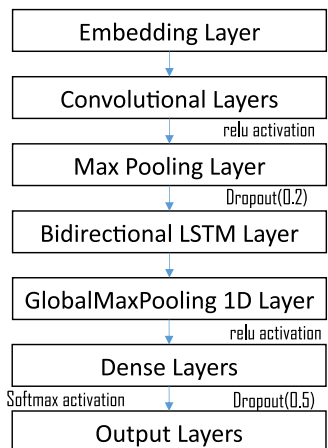 Embedding Layer
Convolutional Layers
relu activation
Max Pooling Layer
Dropout(0.2)
Bidirectional LSTM Layer
GlobalMaxPooling 1D Layer
relu activation
Dense Layers
Softmax activation
Dropout(0.5)
Output Layers